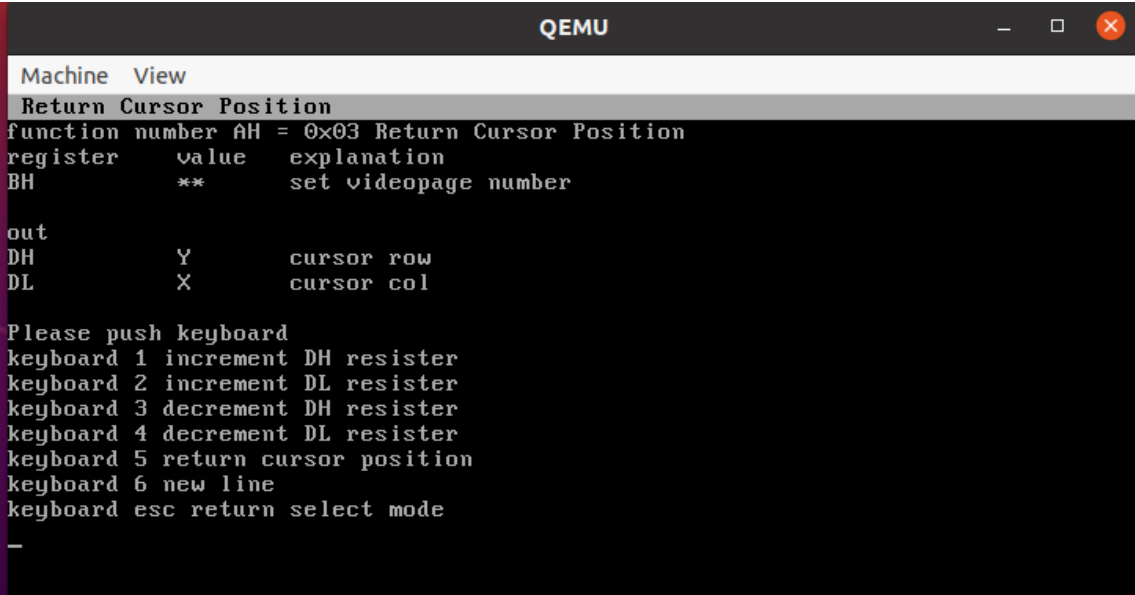 QEMU
Machine View
Return Cursor Position
function number AH = 0x03 Return Cursor Position
register value explanation
BH ** set videopage number
out
DH Y cursor row
DL X cursor col
Please push keyboard
keyboard 1 increment DH resister
keyboard 2 increment DL resister
keyboard 3 decrement DH resister
keyboard 4 decrement DL resister
keyboard 5 return cursor position
keyboard 6 new line
keyboard esc return select mode
_